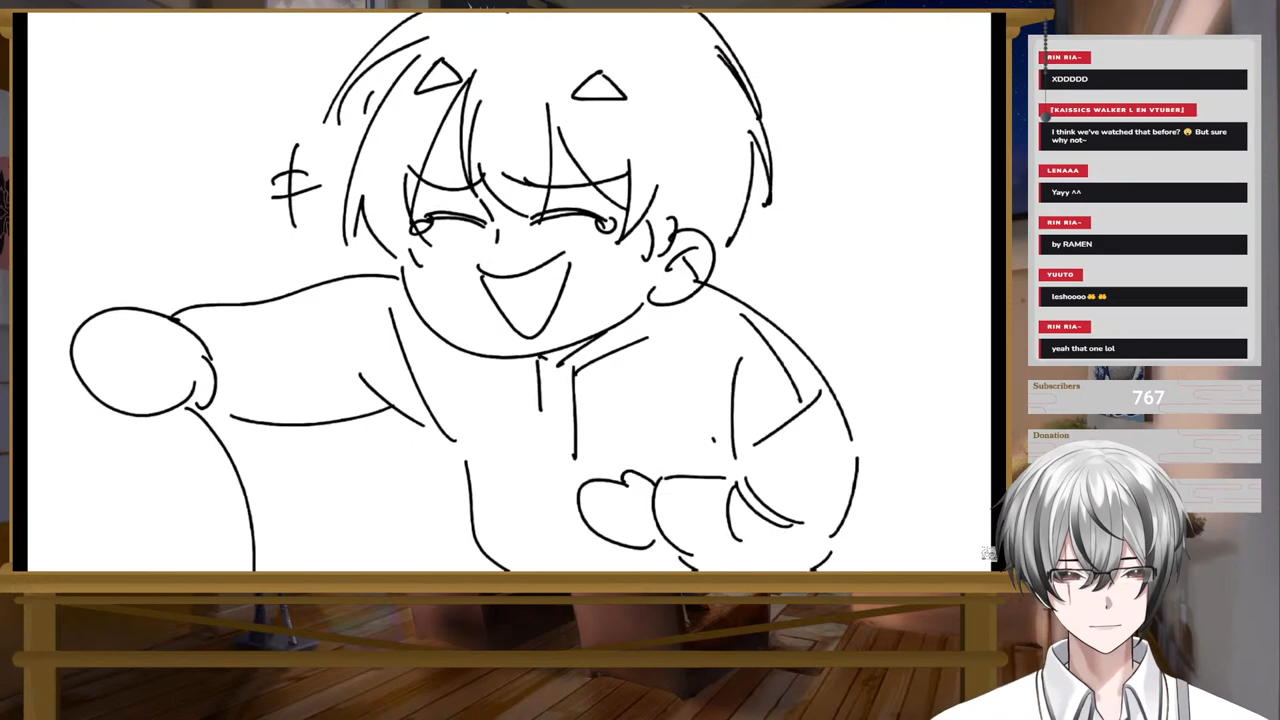 RIN RIA~
XDDDDD
『KAISSICS WALKER L EN VTUBER』
I think we've watched that before? 😮 But sure
why not~
LENAAA
Yayy ^^
RIN RIA~
by RAMEN
YUUTO
leshoooo🤲 🤲
RIN RIA~
yeah that one lol
Subscribers
767
Donation